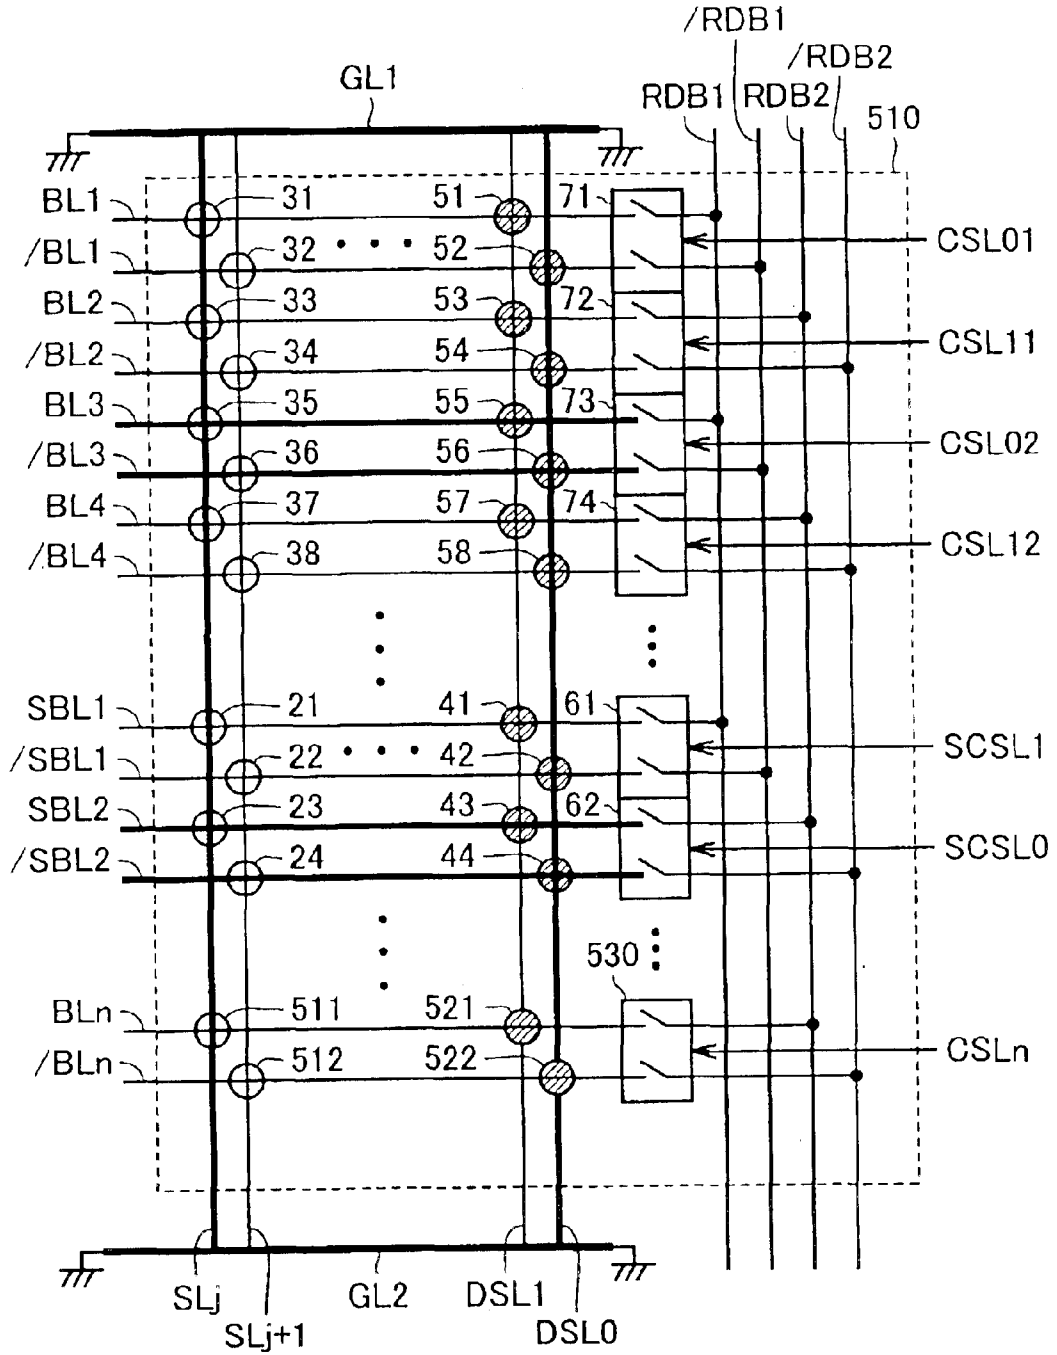 /RDB1
/RDB2
GL1
RDB1 RDB2
510
BL1 31 51 71
/BL1 32 52 CSL01
BL2 33 53 72
/BL2 34 54 CSL11
BL3 35 55 73
/BL3 36 56 CSL02
BL4 37 57 74
/BL4 38 58 CSL12
SBL1 21 41 61
/SBL1 22 42 SCSL1
SBL2 23 43 62
/SBL2 24 44 SCSL0
530
BLn 511 521
/BLn 512 522 CSLn
SLj GL2 DSL1
SLj+1 DSL0